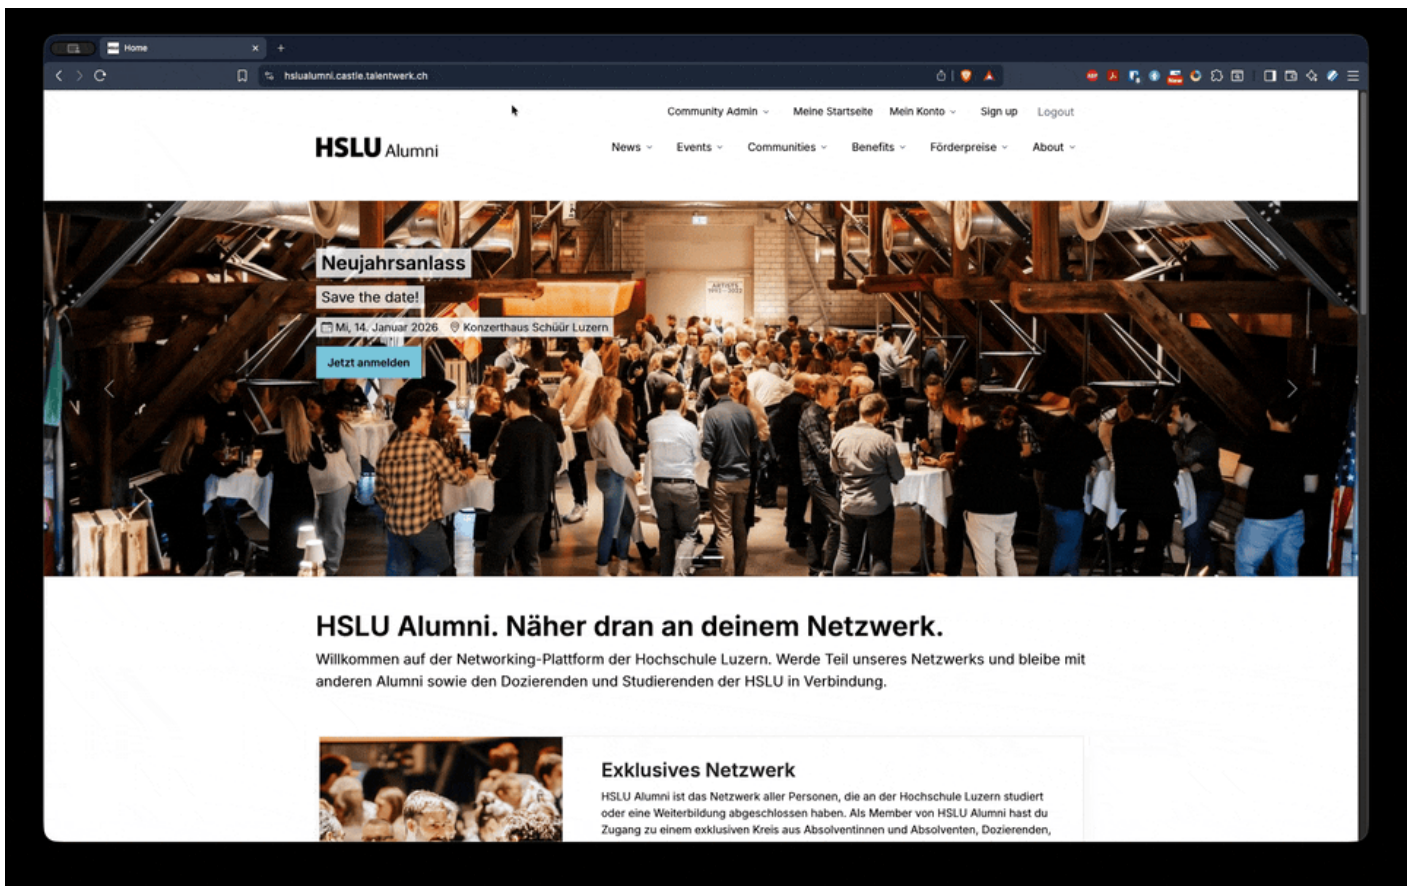 Home
hslualumni.castle.talentwerk.ch
New
Community Admin Meine Startseite Mein Konto Sign up Logout
HSLU Alumni
News Events Communities Benefits Förderpreise About
ARTISTS
Neujahrsanlass
Save the date!
Mi, 14. Januar 2026 Konzerthaus Schüür Luzern
Jetzt anmelden
HSLU Alumni. Näher dran an deinem Netzwerk.
Willkommen auf der Networking-Plattform der Hochschule Luzern. Werde Teil unseres Netzwerks und bleibe mit
anderen Alumni sowie den Dozierenden und Studierenden der HSLU in Verbindung.
Exklusives Netzwerk
HSLU Alumni ist das Netzwerk aller Personen, die an der Hochschule Luzern studiert
oder eine Weiterbildung abgeschlossen haben. Als Member von HSLU Alumni hast du
Zugang zu einem exklusiven Kreis aus Absolventinnen und Absolventen, Dozierenden,